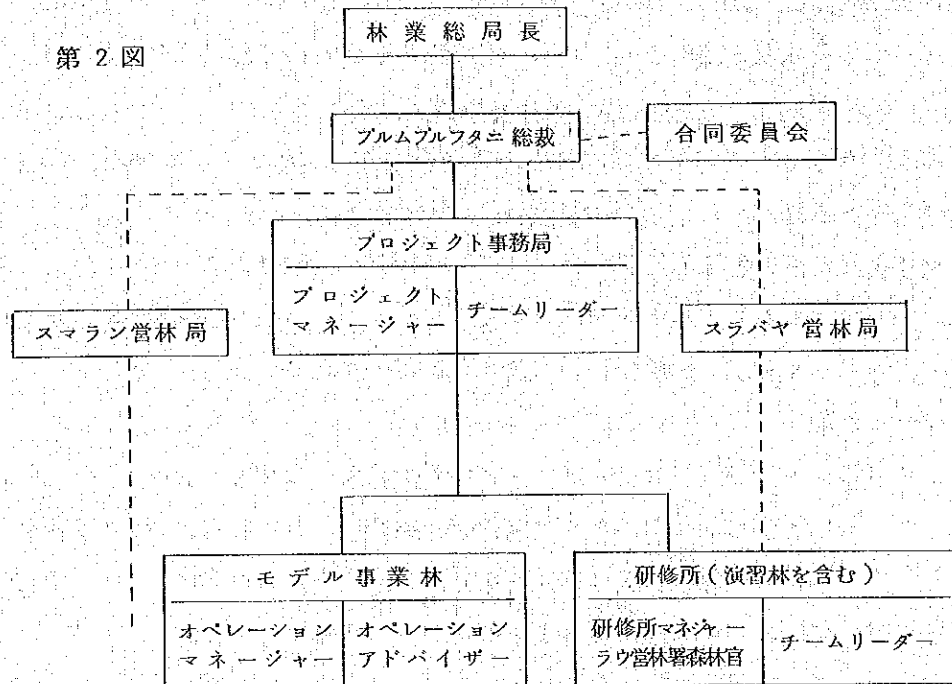 林業総局長
第2図
プルムプルフタニ総裁
合同委員会
プロジェクト事務局
プロジェクト
マネージャー
チームリーダー
スマラン営林局
スラバヤ営林局
モデル事業林
研修所(演習林を含む)
オペレーション
マネージャー
オペレーション
アドバイザー
研修所マネジャー
ラウ営林署森林官
チームリーダー